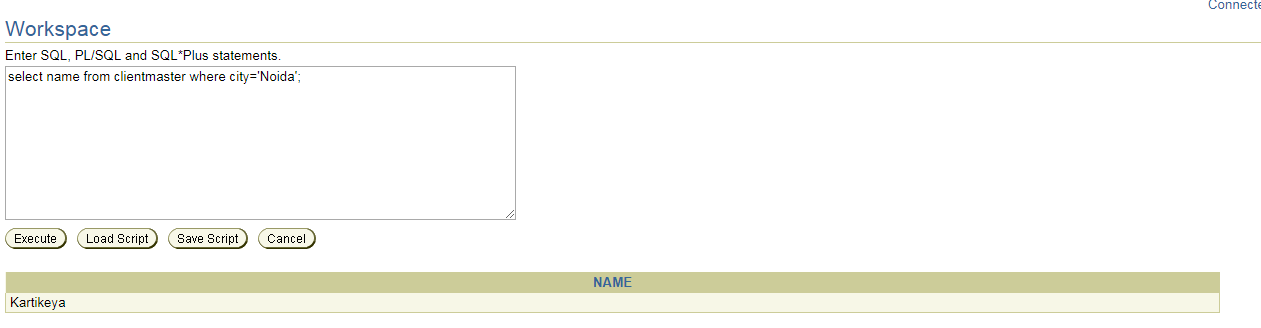 Connecte
Workspace
Enter SQL, PL/SQL and SQL*Plus statements.
select name from clientmaster where city='Noida';
Execute Load Script Save Script Cancel
NAME
Kartikeya